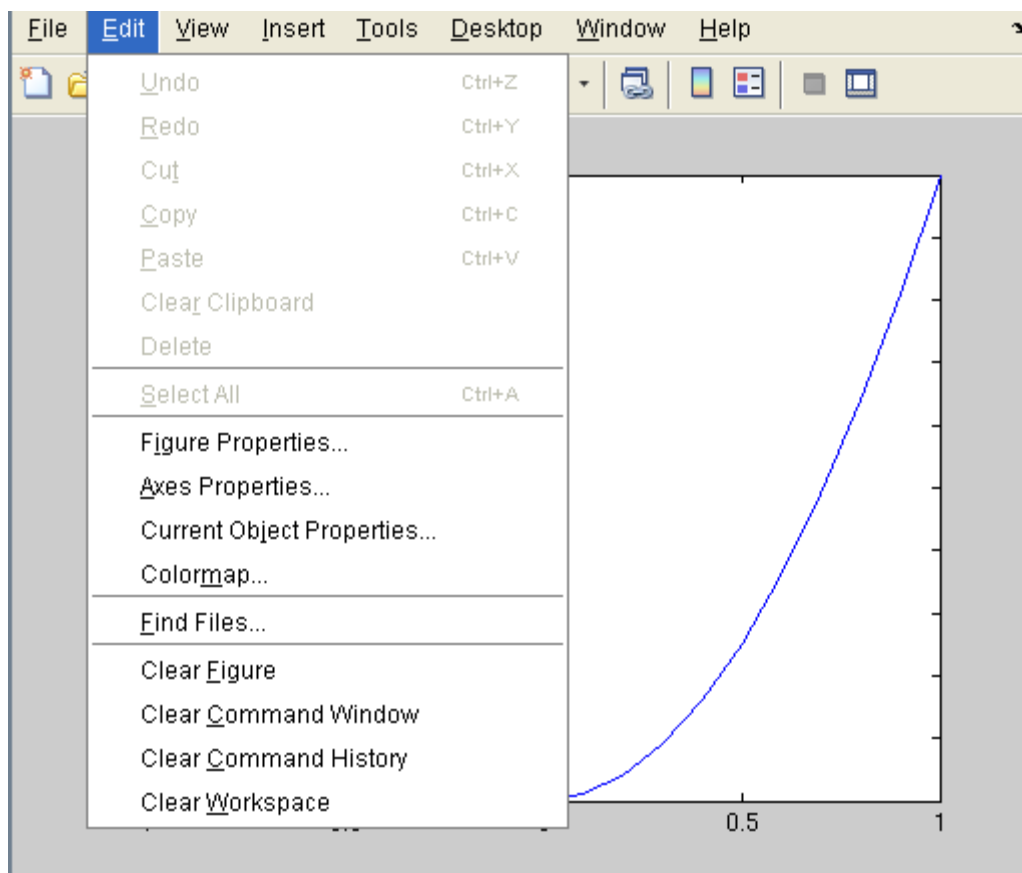 File Edit View Insert Tools Desktop Window Help
Undo Ctrl+Z
Redo Ctrl+Y
Cut Ctrl+X
Copy Ctrl+C
Paste Ctrl+V
Clear Clipboard
Delete
Select All Ctrl+A
Figure Properties...
Axes Properties...
Current Object Properties...
Colormap...
Find Files...
Clear Figure
Clear Command Window
Clear Command History
Clear Workspace
0.5 1